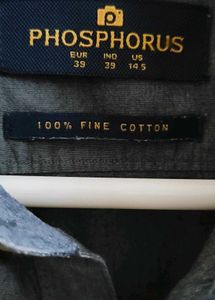 PHOSPHORUS
EUR IND US
39 39 14.5
100% FINE COTTON